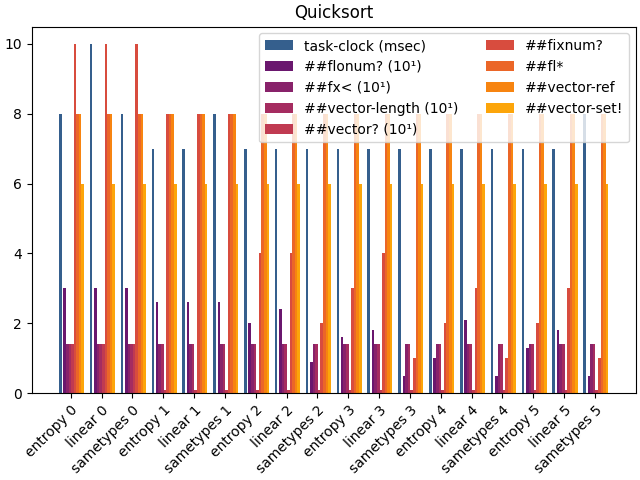 Quicksort
task-clock (msec)
##flonum? (10¹)
##fx< (10¹)
##vector-length (10¹)
##vector? (10¹)
##fixnum?
##fl*
##vector-ref
##vector-set!
10
8
6
4
2
0
entropy 0
linear 0
sametypes 0
entropy 1
linear 1
sametypes 1
entropy 2
linear 2
sametypes 2
entropy 3
linear 3
sametypes 3
entropy 4
linear 4
sametypes 4
entropy 5
linear 5
sametypes 5